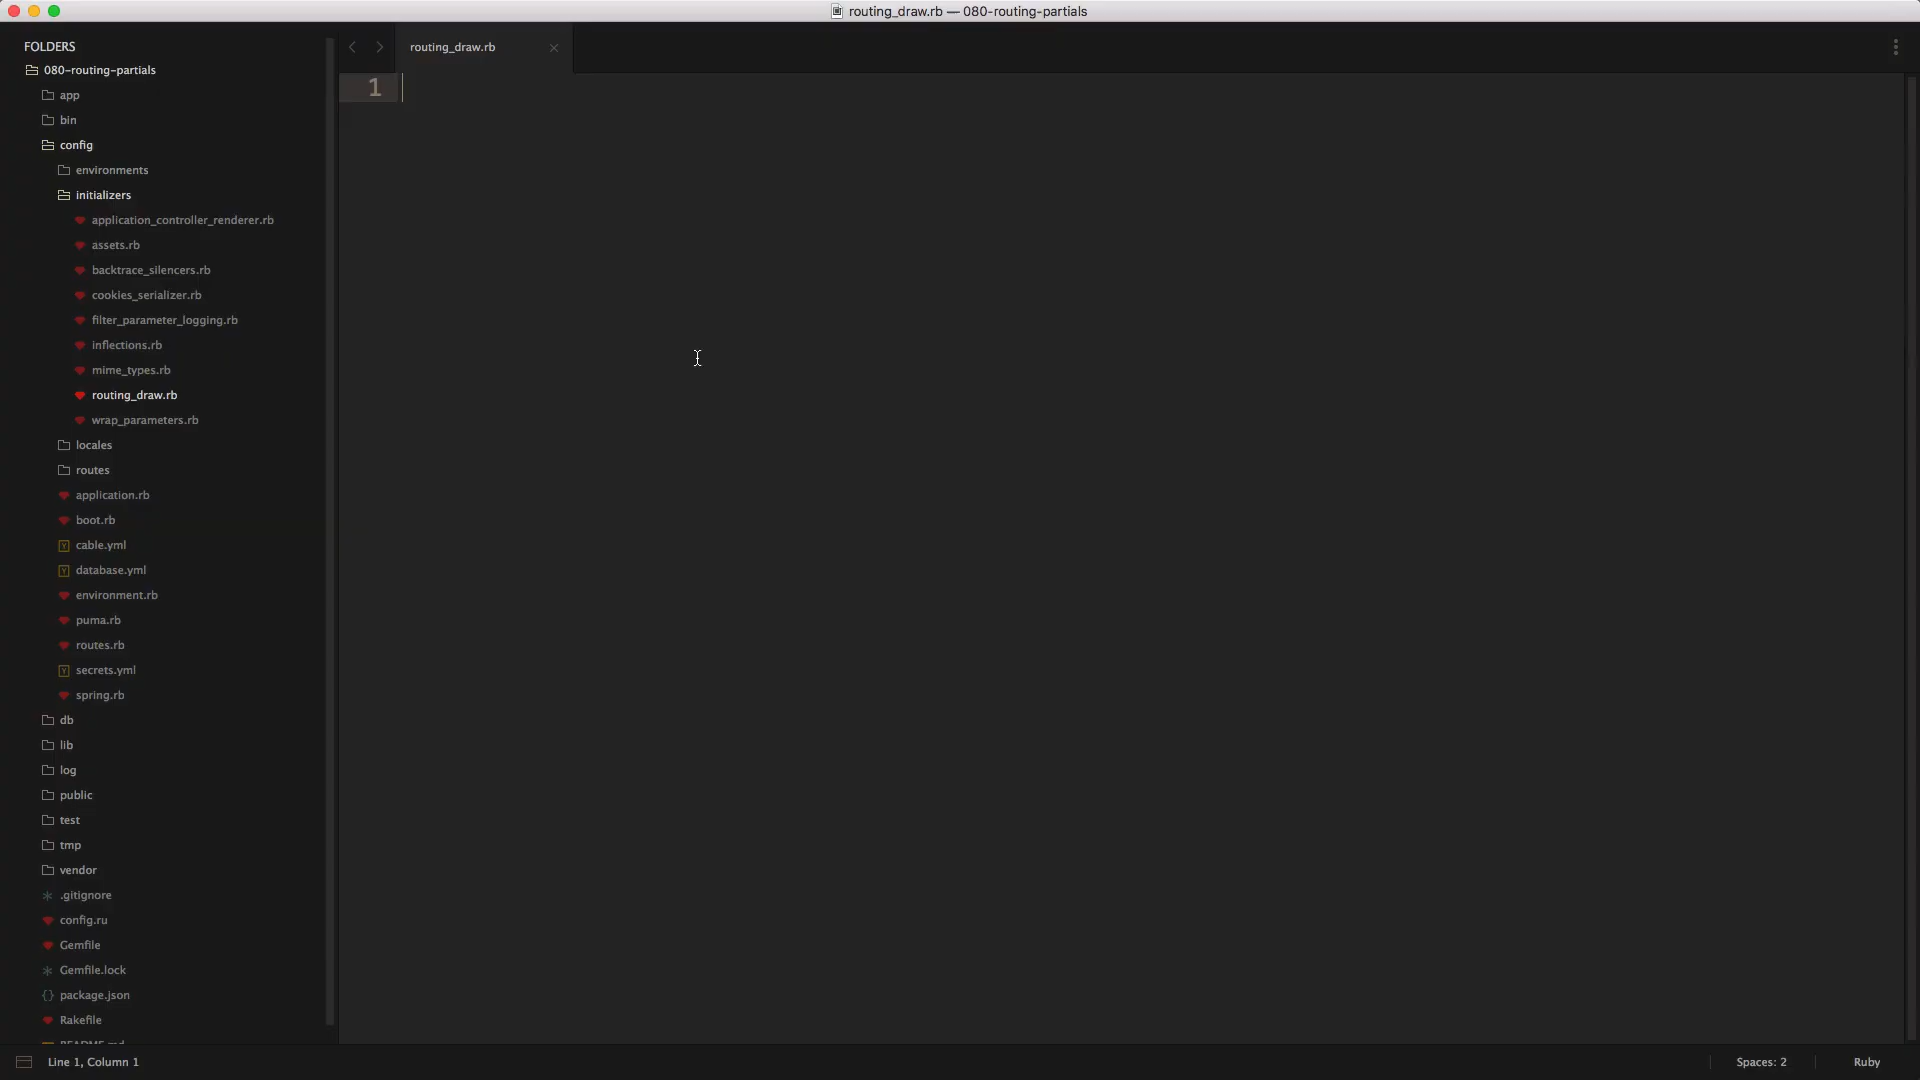 routing_draw.rb — 080-routing-partials
FOLDERS
080-routing-partials
app
bin
config
environments
initializers
application_controller_renderer.rb
assets.rb
backtrace_silencers.rb
cookies_serializer.rb
filter_parameter_logging.rb
inflections.rb
mime_types.rb
routing_draw.rb
wrap_parameters.rb
locales
routes
application.rb
boot.rb
cable.yml
database.yml
environment.rb
puma.rb
routes.rb
secrets.yml
spring.rb
db
lib
log
public
test
tmp
vendor
.gitignore
config.ru
Gemfile
Gemfile.lock
package.json
Rakefile
routing_draw.rb
1
Line 1, Column 1
Spaces: 2
Ruby